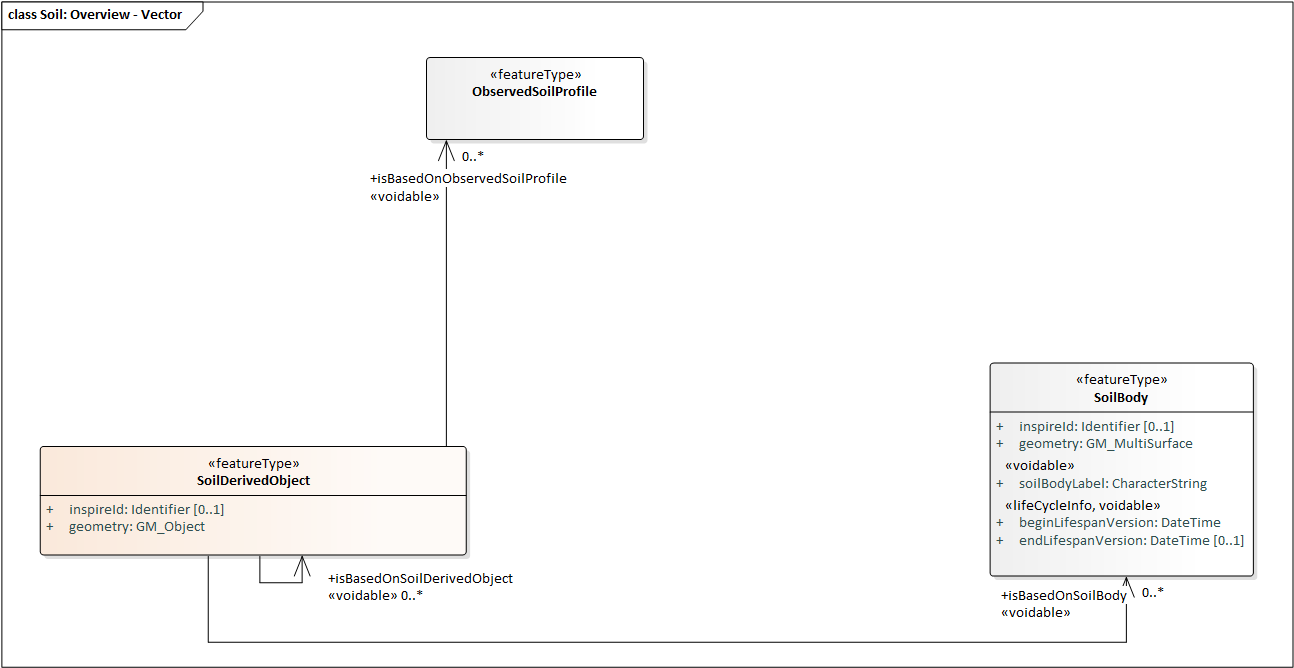 class Soil: Overview - Vector
«featureType»
ObservedSoilProfile
0..*
+isBasedOnObservedSoilProfile
«voidable»
«featureType»
SoilBody
+ inspireId: Identifier [0..1]
+ geometry: GM_MultiSurface
«voidable»
+ soilBodyLabel: CharacterString
«lifeCycleInfo, voidable»
+ beginLifespanVersion: DateTime
+ endLifespanVersion: DateTime [0..1]
«featureType»
SoilDerivedObject
+ inspireId: Identifier [0..1]
+ geometry: GM_Object
+isBasedOnSoilDerivedObject
«voidable» 0..*
+isBasedOnSoilBody 0..*
«voidable»